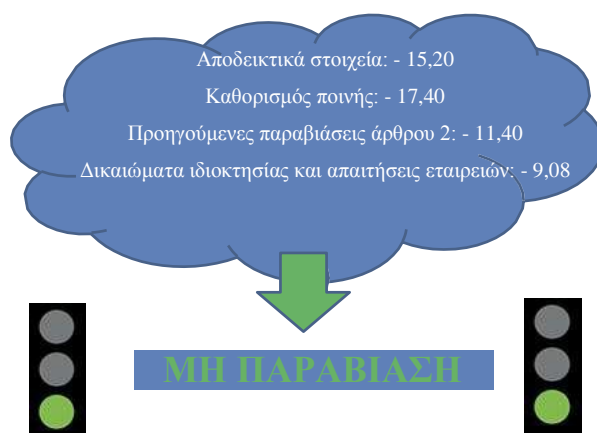 Αποδεικτικά στοιχεία: - 15,20
Καθορισμός ποινής: - 17,40
Προηγούμενες παραβιάσεις άρθρου 2: - 11,40
Δικαιώματα ιδιοκτησίας και απαιτήσεις εταιρειών: - 9,08
ΜΗ ΠΑΡΑΒΙΑΣΗ